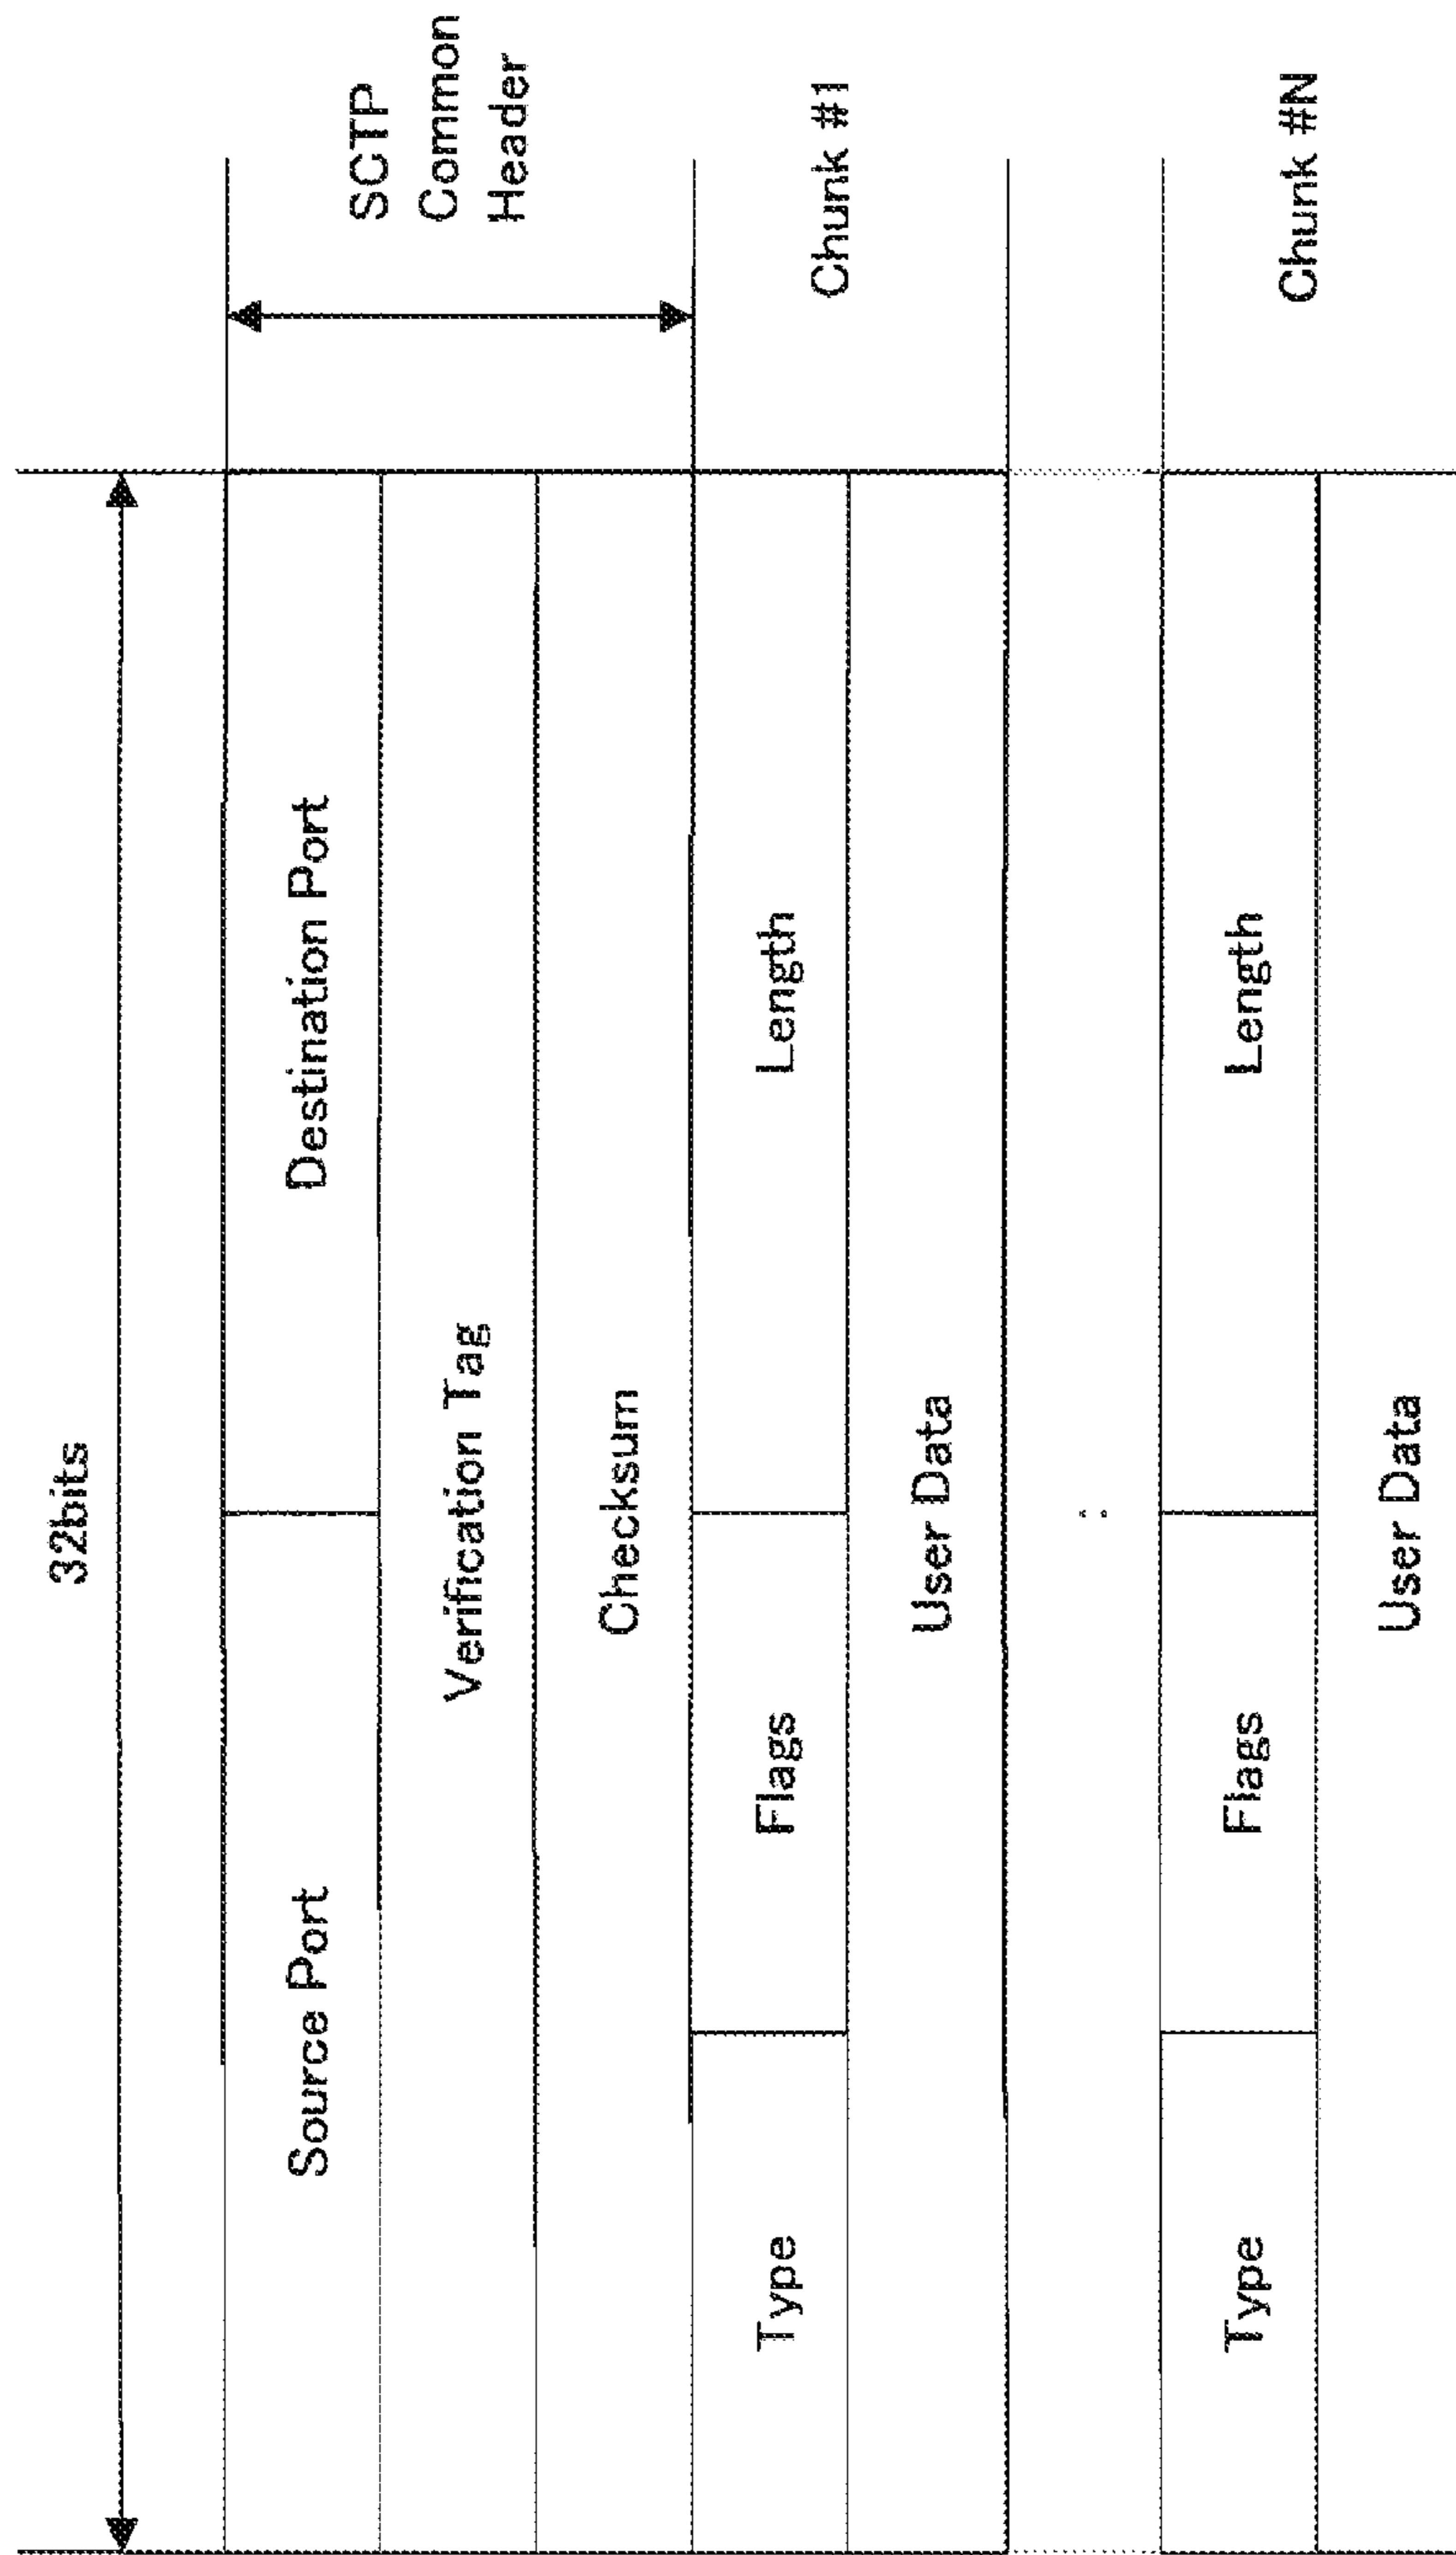 32bits
Source Port Destination Port
SCTP
Common
Header
Verification Tag
Checksum
Type Flags Length
Chunk #1
User Data
Type Flags Length
Chunk #N
User Data